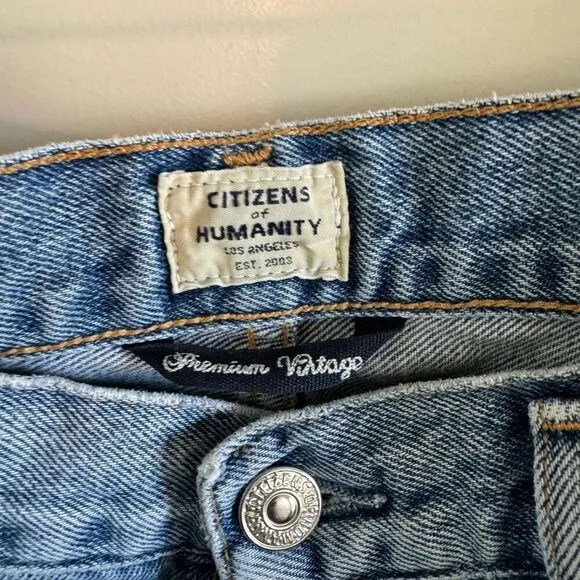 CITIZENS
of
HUMANITY
LOS ANGELES
EST. 2003
Premium Vintage